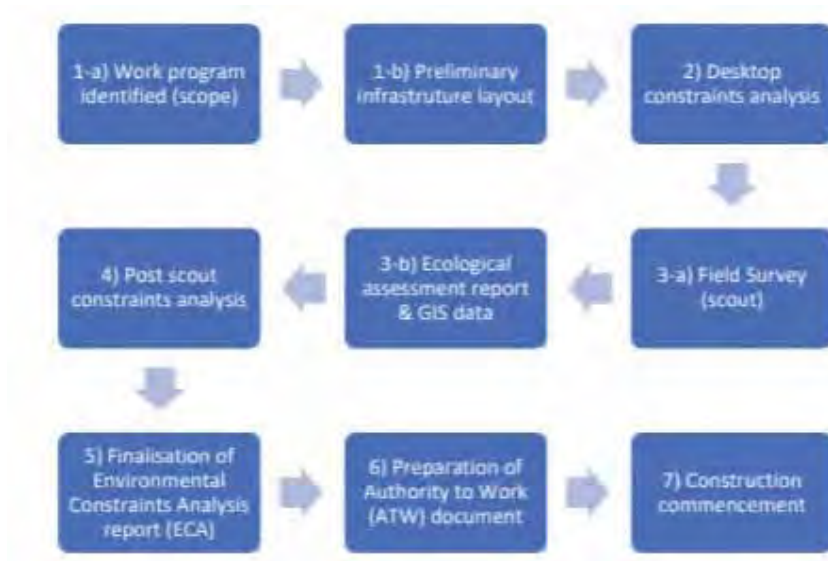 1-a) Work program
identified (scope)
1-b) Preliminary
infrastruture layout
2) Desktop
constraints analysis
3-a) Field Survey
(scout)
3-b) Ecological
assessment report
& GIS data
4) Post scout
constraints analysis
5) Finalisation of
Environmental
Constraints Analysis
report (ECA)
6) Preparation of
Authority to Work
(ATW) document
7) Construction
commencement